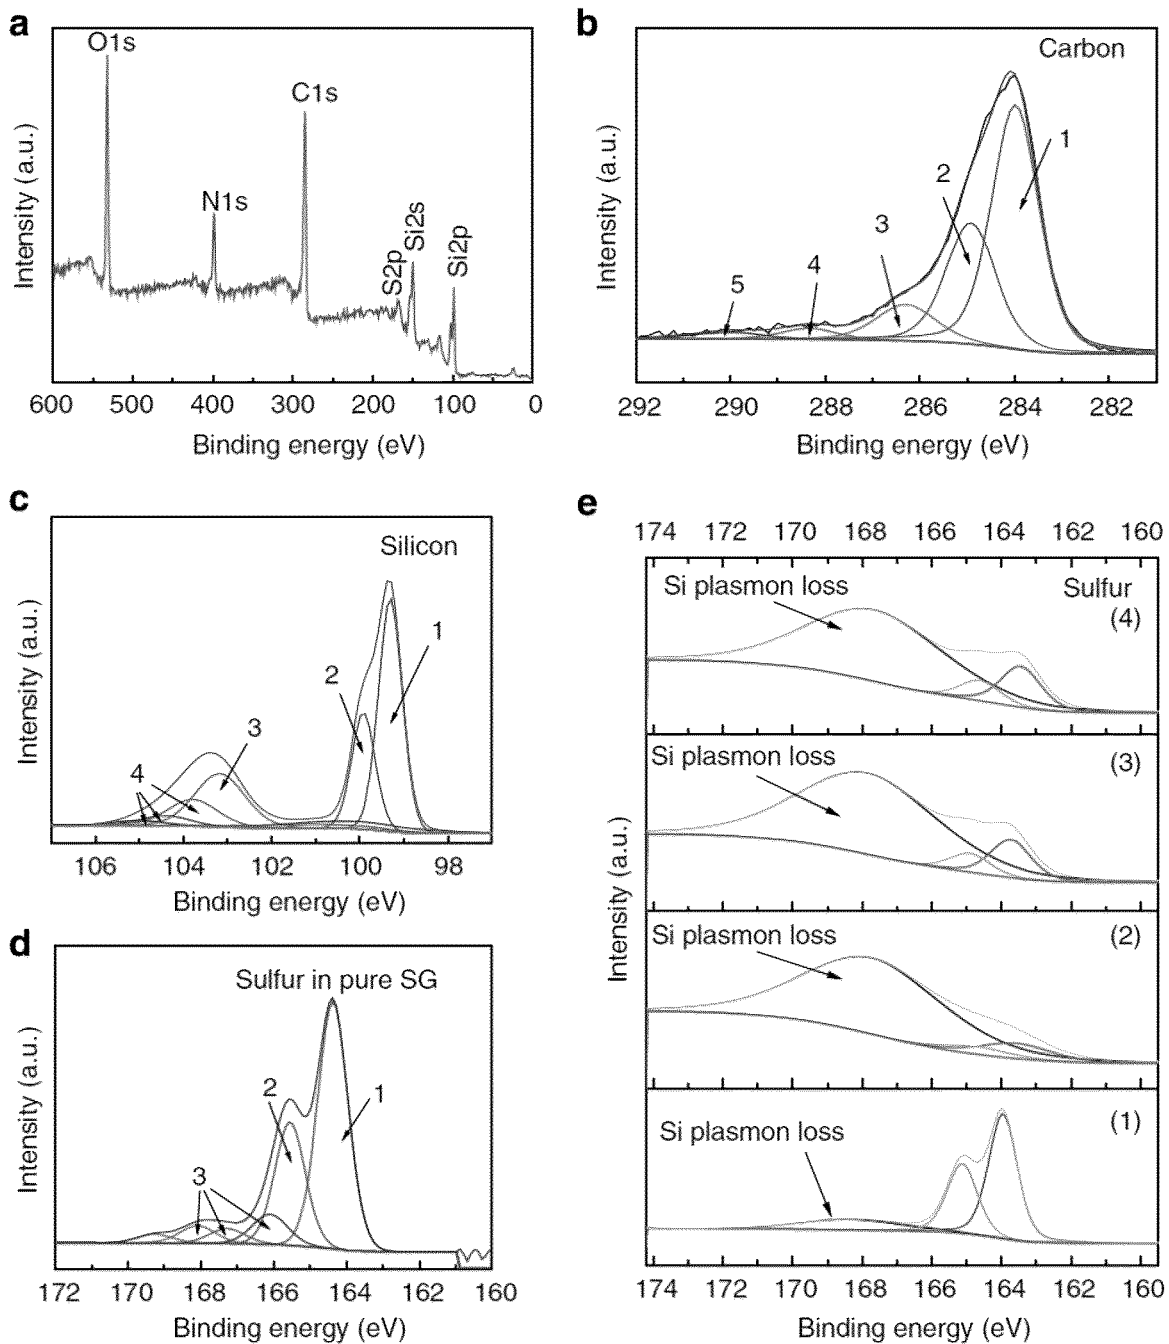 a
O1s
C1s
N1s
S2p
Si2s
Si2p
Intensity (a.u.)
600 500 400 300 200 100 0
Binding energy (eV)
b
Carbon
1
2
3
4
5
Intensity (a.u.)
292 290 288 286 284 282
Binding energy (eV)
c
Silicon
1
2
3
4
Intensity (a.u.)
106 104 102 100 98
Binding energy (eV)
d
Sulfur in pure SG
1
2
3
Intensity (a.u.)
172 170 168 166 164 162 160
Binding energy (eV)
e
174 172 170 168 166 164 162 160
Si plasmon loss
Sulfur
(4)
Si plasmon loss
(3)
Si plasmon loss
(2)
Si plasmon loss
(1)
Intensity (a.u.)
174 172 170 168 166 164 162 160
Binding energy (eV)